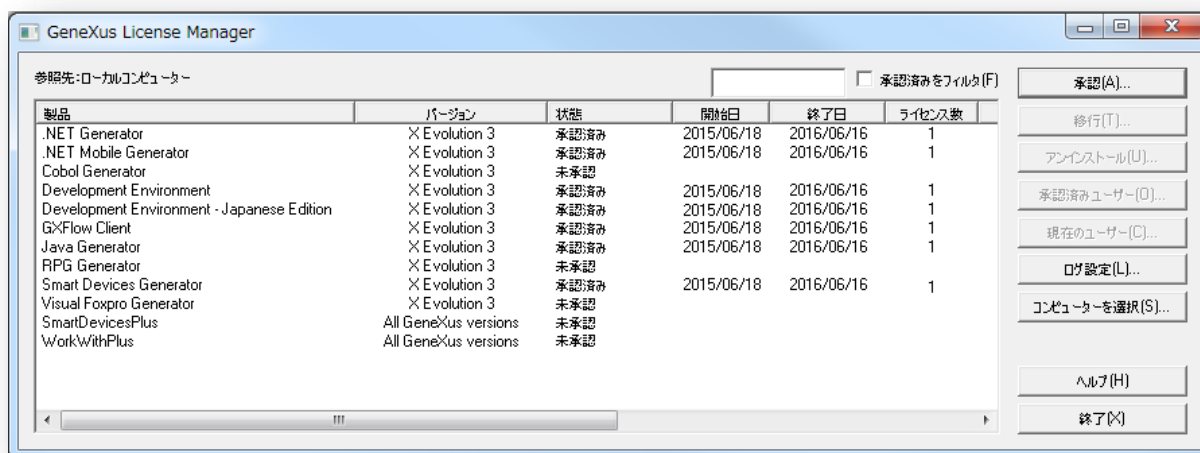 GeneXus License Manager
参照先:ローカルコンピューター
承認済みをフィルタ(F)
承認(A)...
製品 バージョン 状態 開始日 終了日 ライセンス数
.NET Generator X Evolution 3 承認済み 2015/06/18 2016/06/16 1
移行(T)...
.NET Mobile Generator X Evolution 3 承認済み 2015/06/18 2016/06/16 1
Cobol Generator X Evolution 3 未承認
アンインストール(U)...
Development Environment X Evolution 3 承認済み 2015/06/18 2016/06/16 1
承認済みユーザー(O)...
Development Environment - Japanese Edition X Evolution 3 承認済み 2015/06/18 2016/06/16 1
GXFlow Client X Evolution 3 承認済み 2015/06/18 2016/06/16 1
現在のユーザー(C)...
Java Generator X Evolution 3 承認済み 2015/06/18 2016/06/16 1
RPG Generator X Evolution 3 未承認
ログ設定(L)...
Smart Devices Generator X Evolution 3 承認済み 2015/06/18 2016/06/16 1
Visual Foxpro Generator X Evolution 3 未承認
コンピューターを選択(S)...
SmartDevicesPlus All GeneXus versions 未承認
WorkWithPlus All GeneXus versions 未承認
ヘルプ(H)
終了(X)